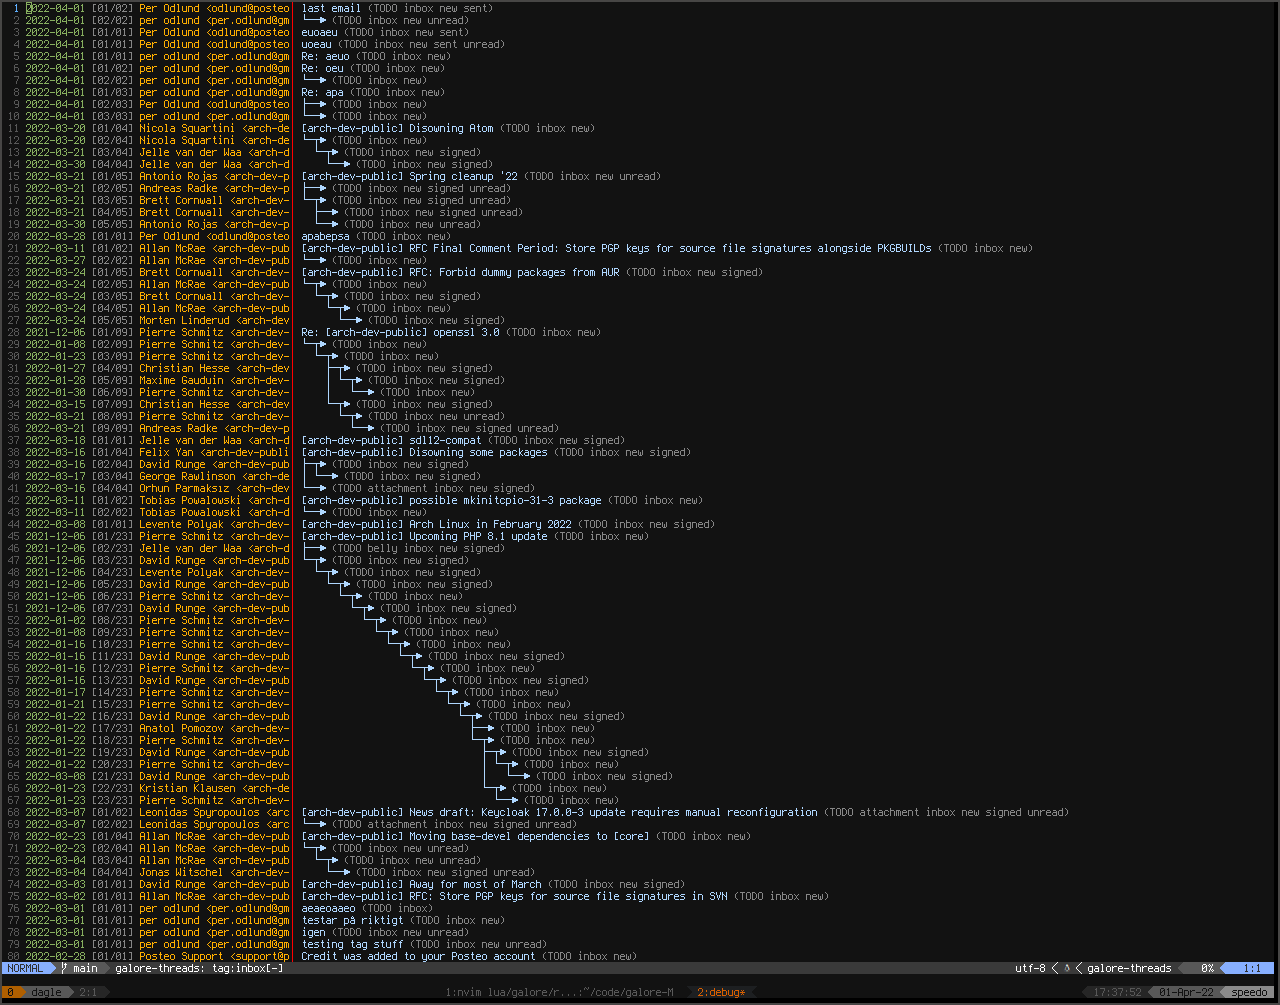 1 2022-04-01 [01/02] Per Odlund <odlund@posteo│ last email (TODO inbox new sent)
2 2022-04-01 [02/02] per odlund <per.odlund@gm│ └─▶ (TODO inbox new unread)
3 2022-04-01 [01/01] Per Odlund <odlund@posteo│ euoaeu (TODO inbox new sent)
4 2022-04-01 [01/01] Per Odlund <odlund@posteo│ uoeau (TODO inbox new sent unread)
5 2022-04-01 [01/01] per odlund <per.odlund@gm│ Re: aeuo (TODO inbox new)
6 2022-04-01 [01/02] per odlund <per.odlund@gm│ Re: oeu (TODO inbox new)
7 2022-04-01 [02/02] per odlund <per.odlund@gm│ └─▶ (TODO inbox new)
8 2022-04-01 [01/03] per odlund <per.odlund@gm│ Re: apa (TODO inbox new)
9 2022-04-01 [02/03] Per Odlund <odlund@posteo│ ├─▶ (TODO inbox new)
10 2022-04-01 [03/03] per odlund <per.odlund@gm│ └─▶ (TODO inbox new)
11 2022-03-20 [01/04] Nicola Squartini <arch-de│ [arch-dev-public] Disowning Atom (TODO inbox new)
12 2022-03-20 [02/04] Nicola Squartini <arch-de│ └┬▶ (TODO inbox new)
13 2022-03-21 [03/04] Jelle van der Waa <arch-d│ └┬▶ (TODO inbox new signed)
14 2022-03-30 [04/04] Jelle van der Waa <arch-d│ └─▶ (TODO inbox new signed)
15 2022-03-21 [01/05] Antonio Rojas <arch-dev-p│ [arch-dev-public] Spring cleanup '22 (TODO inbox new unread)
16 2022-03-21 [02/05] Andreas Radke <arch-dev-p│ ├─▶ (TODO inbox new signed unread)
17 2022-03-21 [03/05] Brett Cornwall <arch-dev-│ └┬▶ (TODO inbox new signed unread)
18 2022-03-21 [04/05] Brett Cornwall <arch-dev-│ ├─▶ (TODO inbox new signed unread)
19 2022-03-30 [05/05] Antonio Rojas <arch-dev-p│ └─▶ (TODO inbox new unread)
20 2022-03-28 [01/01] Per Odlund <odlund@posteo│ apabepsa (TODO inbox new)
21 2022-03-11 [01/02] Allan McRae <arch-dev-pub│ [arch-dev-public] RFC Final Comment Period: Store PGP keys for source file signatures alongside PKGBUILDs (TODO inbox new)
22 2022-03-27 [02/02] Allan McRae <arch-dev-pub│ └─▶ (TODO inbox new)
23 2022-03-24 [01/05] Brett Cornwall <arch-dev-│ [arch-dev-public] RFC: Forbid dummy packages from AUR (TODO inbox new signed)
24 2022-03-24 [02/05] Allan McRae <arch-dev-pub│ └┬▶ (TODO inbox new)
25 2022-03-24 [03/05] Brett Cornwall <arch-dev-│ └┬▶ (TODO inbox new signed)
26 2022-03-24 [04/05] Allan McRae <arch-dev-pub│ └┬▶ (TODO inbox new)
27 2022-03-24 [05/05] Morten Linderud <arch-dev│ └─▶ (TODO inbox new signed)
28 2021-12-06 [01/09] Pierre Schmitz <arch-dev-│ Re: [arch-dev-public] openssl 3.0 (TODO inbox new)
29 2022-01-08 [02/09] Pierre Schmitz <arch-dev-│ └┬▶ (TODO inbox new)
30 2022-01-23 [03/09] Pierre Schmitz <arch-dev-│ └┬▶ (TODO inbox new)
31 2022-01-27 [04/09] Christian Hesse <arch-dev│ ├┬▶ (TODO inbox new signed)
32 2022-01-28 [05/09] Maxime Gauduin <arch-dev-│ │└┬▶ (TODO inbox new signed)
33 2022-01-30 [06/09] Pierre Schmitz <arch-dev-│ │ └─▶ (TODO inbox new)
34 2022-03-15 [07/09] Christian Hesse <arch-dev│ └┬▶ (TODO inbox new signed)
35 2022-03-21 [08/09] Pierre Schmitz <arch-dev-│ └┬▶ (TODO inbox new unread)
36 2022-03-21 [09/09] Andreas Radke <arch-dev-p│ └─▶ (TODO inbox new signed unread)
37 2022-03-18 [01/01] Jelle van der Waa <arch-d│ [arch-dev-public] sdl12-compat (TODO inbox new signed)
38 2022-03-16 [01/04] Felix Yan <arch-dev-publi│ [arch-dev-public] Disowning some packages (TODO inbox new signed)
39 2022-03-16 [02/04] David Runge <arch-dev-pub│ ├┬▶ (TODO inbox new signed)
40 2022-03-17 [03/04] George Rawlinson <arch-de│ │└─▶ (TODO inbox new signed)
41 2022-03-16 [04/04] Orhun Parmaksız <arch-dev│ └─▶ (TODO attachment inbox new signed)
42 2022-03-11 [01/02] Tobias Powalowski <arch-d│ [arch-dev-public] possible mkinitcpio-31-3 package (TODO inbox new)
43 2022-03-11 [02/02] Tobias Powalowski <arch-d│ └─▶ (TODO inbox new)
44 2022-03-08 [01/01] Levente Polyak <arch-dev-│ [arch-dev-public] Arch Linux in February 2022 (TODO inbox new signed)
45 2021-12-06 [01/23] Pierre Schmitz <arch-dev-│ [arch-dev-public] Upcoming PHP 8.1 update (TODO inbox new)
46 2021-12-06 [02/23] Jelle van der Waa <arch-d│ ├─▶ (TODO belly inbox new signed)
47 2021-12-06 [03/23] David Runge <arch-dev-pub│ └┬▶ (TODO inbox new signed)
48 2021-12-06 [04/23] Levente Polyak <arch-dev-│ └┬▶ (TODO inbox new signed)
49 2021-12-06 [05/23] David Runge <arch-dev-pub│ └┬▶ (TODO inbox new signed)
50 2021-12-06 [06/23] Pierre Schmitz <arch-dev-│ └┬▶ (TODO inbox new)
51 2021-12-06 [07/23] David Runge <arch-dev-pub│ └┬▶ (TODO inbox new signed)
52 2022-01-02 [08/23] Pierre Schmitz <arch-dev-│ └┬▶ (TODO inbox new)
53 2022-01-08 [09/23] Pierre Schmitz <arch-dev-│ └┬▶ (TODO inbox new)
54 2022-01-16 [10/23] Pierre Schmitz <arch-dev-│ └┬▶ (TODO inbox new)
55 2022-01-16 [11/23] David Runge <arch-dev-pub│ └┬▶ (TODO inbox new signed)
56 2022-01-16 [12/23] Pierre Schmitz <arch-dev-│ └┬▶ (TODO inbox new)
57 2022-01-16 [13/23] David Runge <arch-dev-pub│ └┬▶ (TODO inbox new signed)
58 2022-01-17 [14/23] Pierre Schmitz <arch-dev-│ └┬▶ (TODO inbox new)
59 2022-01-21 [15/23] Pierre Schmitz <arch-dev-│ └┬▶ (TODO inbox new)
60 2022-01-22 [16/23] David Runge <arch-dev-pub│ └┬▶ (TODO inbox new signed)
61 2022-01-22 [17/23] Anatol Pomozov <arch-dev-│ ├─▶ (TODO inbox new)
62 2022-01-22 [18/23] Pierre Schmitz <arch-dev-│ └┬▶ (TODO inbox new)
63 2022-01-22 [19/23] David Runge <arch-dev-pub│ ├┬▶ (TODO inbox new signed)
64 2022-01-22 [20/23] Pierre Schmitz <arch-dev-│ │└┬▶ (TODO inbox new)
65 2022-03-08 [21/23] David Runge <arch-dev-pub│ │ └─▶ (TODO inbox new signed)
66 2022-01-23 [22/23] Kristian Klausen <arch-de│ └┬▶ (TODO inbox new)
67 2022-01-23 [23/23] Pierre Schmitz <arch-dev-│ └─▶ (TODO inbox new)
68 2022-03-07 [01/02] Leonidas Spyropoulos <arc│ [arch-dev-public] News draft: Keycloak 17.0.0-3 update requires manual reconfiguration (TODO attachment inbox new signed)
69 2022-03-07 [02/02] Leonidas Spyropoulos <arc│ └─▶ (TODO attachment inbox new signed unread)
70 2022-02-23 [01/04] Allan McRae <arch-dev-pub│ [arch-dev-public] Moving base-devel dependencies to [core] (TODO inbox new)
71 2022-02-23 [02/04] Allan McRae <arch-dev-pub│ └┬▶ (TODO inbox new unread)
72 2022-03-04 [03/04] Allan McRae <arch-dev-pub│ └┬▶ (TODO inbox new unread)
73 2022-03-04 [04/04] Jonas Witschel <arch-dev-│ └─▶ (TODO inbox new signed unread)
74 2022-03-03 [01/01] David Runge <arch-dev-pub│ [arch-dev-public] Away for most of March (TODO inbox new signed)
75 2022-03-02 [01/01] Allan McRae <arch-dev-pub│ [arch-dev-public] RFC: Store PGP keys for source file signatures in SVN (TODO inbox new)
76 2022-03-01 [01/01] per odlund <per.odlund@gm│ aeaeoaaeo (TODO inbox)
77 2022-03-01 [01/01] per odlund <per.odlund@gm│ testar på riktigt (TODO inbox new)
78 2022-03-01 [01/01] per odlund <per.odlund@gm│ igen (TODO inbox new unread)
79 2022-03-01 [01/01] per odlund <per.odlund@gm│ testing tag stuff (TODO inbox new unread)
80 2022-02-28 [01/01] Posteo Support <support@p│ Credit was added to your Posteo account (TODO inbox new)
NORMAL main galore-threads: tag:inbox[-] utf-8 < < galore-threads 0% 1:1
0 dagle 2:1 1:nvim lua/galore/r...:~/code/galore-M 2:debug* 17:37:52 01-Apr-22 speedo